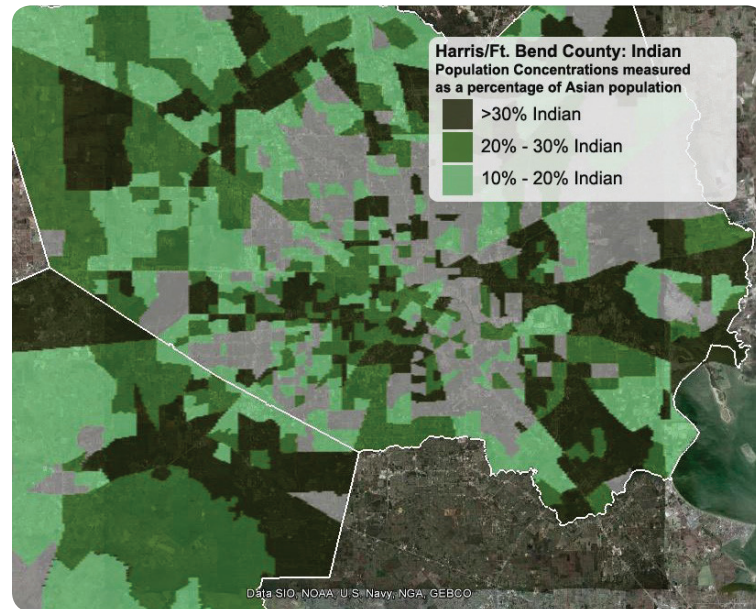 Harris/Ft. Bend County: Indian
Population Concentrations measured
as a percentage of Asian population
>30% Indian
20% - 30% Indian
10% - 20% Indian
Data SIO, NOAA, U.S. Navy, NGA, GEBCO